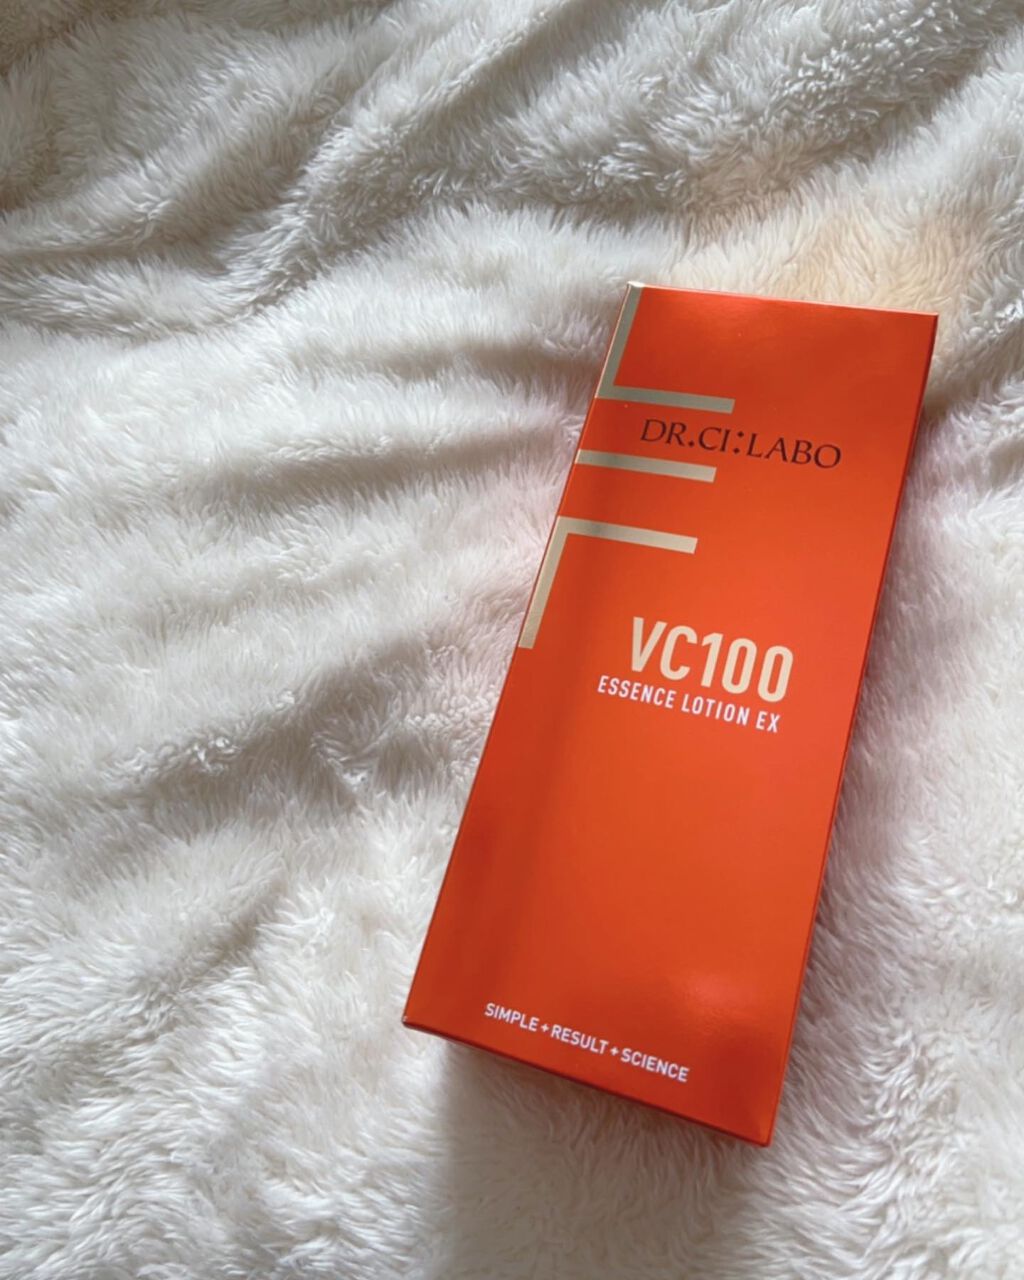 DR.CI:LABO
VC100
ESSENCE LOTION EX
SIMPLE+RESULT+SCIENCE